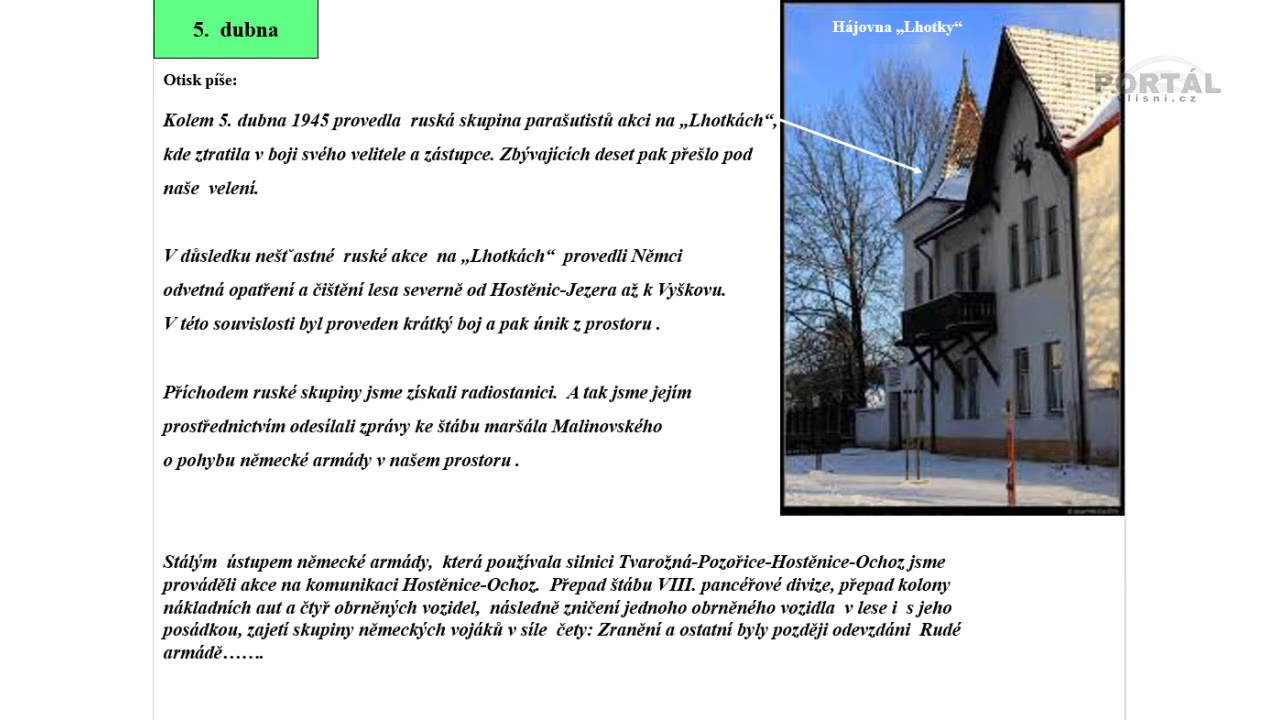 5. dubna
Hájovna „Lhotky“
PORTÁL
lisni.cz
Otisk píše:
Kolem 5. dubna 1945 provedla ruská skupina parašutistů akci na „Lhotkách“,
kde ztratila v boji svého velitele a zástupce. Zbývajících deset pak přešlo pod
naše velení.
V důsledku nešťˇastné ruské akce na „Lhotkách“ provedli Němci
odvetná opatření a čištění lesa severně od Hostěnic-Jezera až k Vyškovu.
V této souvislosti byl proveden krátký boj a pak únik z prostoru .
Příchodem ruské skupiny jsme získali radiostanici. A tak jsme jejím
prostřednictvím odesílali zprávy ke štábu maršála Malinovského
o pohybu německé armády v našem prostoru .
Stálým ústupem německé armády, která používala silnici Tvarožná-Pozořice-Hostěnice-Ochoz jsme
prováděli akce na komunikaci Hostěnice-Ochoz. Přepad štábu VIII. pancéřové divize, přepad kolony
nákladních aut a čtyř obrněných vozidel, následně zničení jednoho obrněného vozidla v lese i s jeho
posádkou, zajetí skupiny německých vojáků v síle čety: Zranění a ostatní byly později odevzdáni Rudé
armádě…….